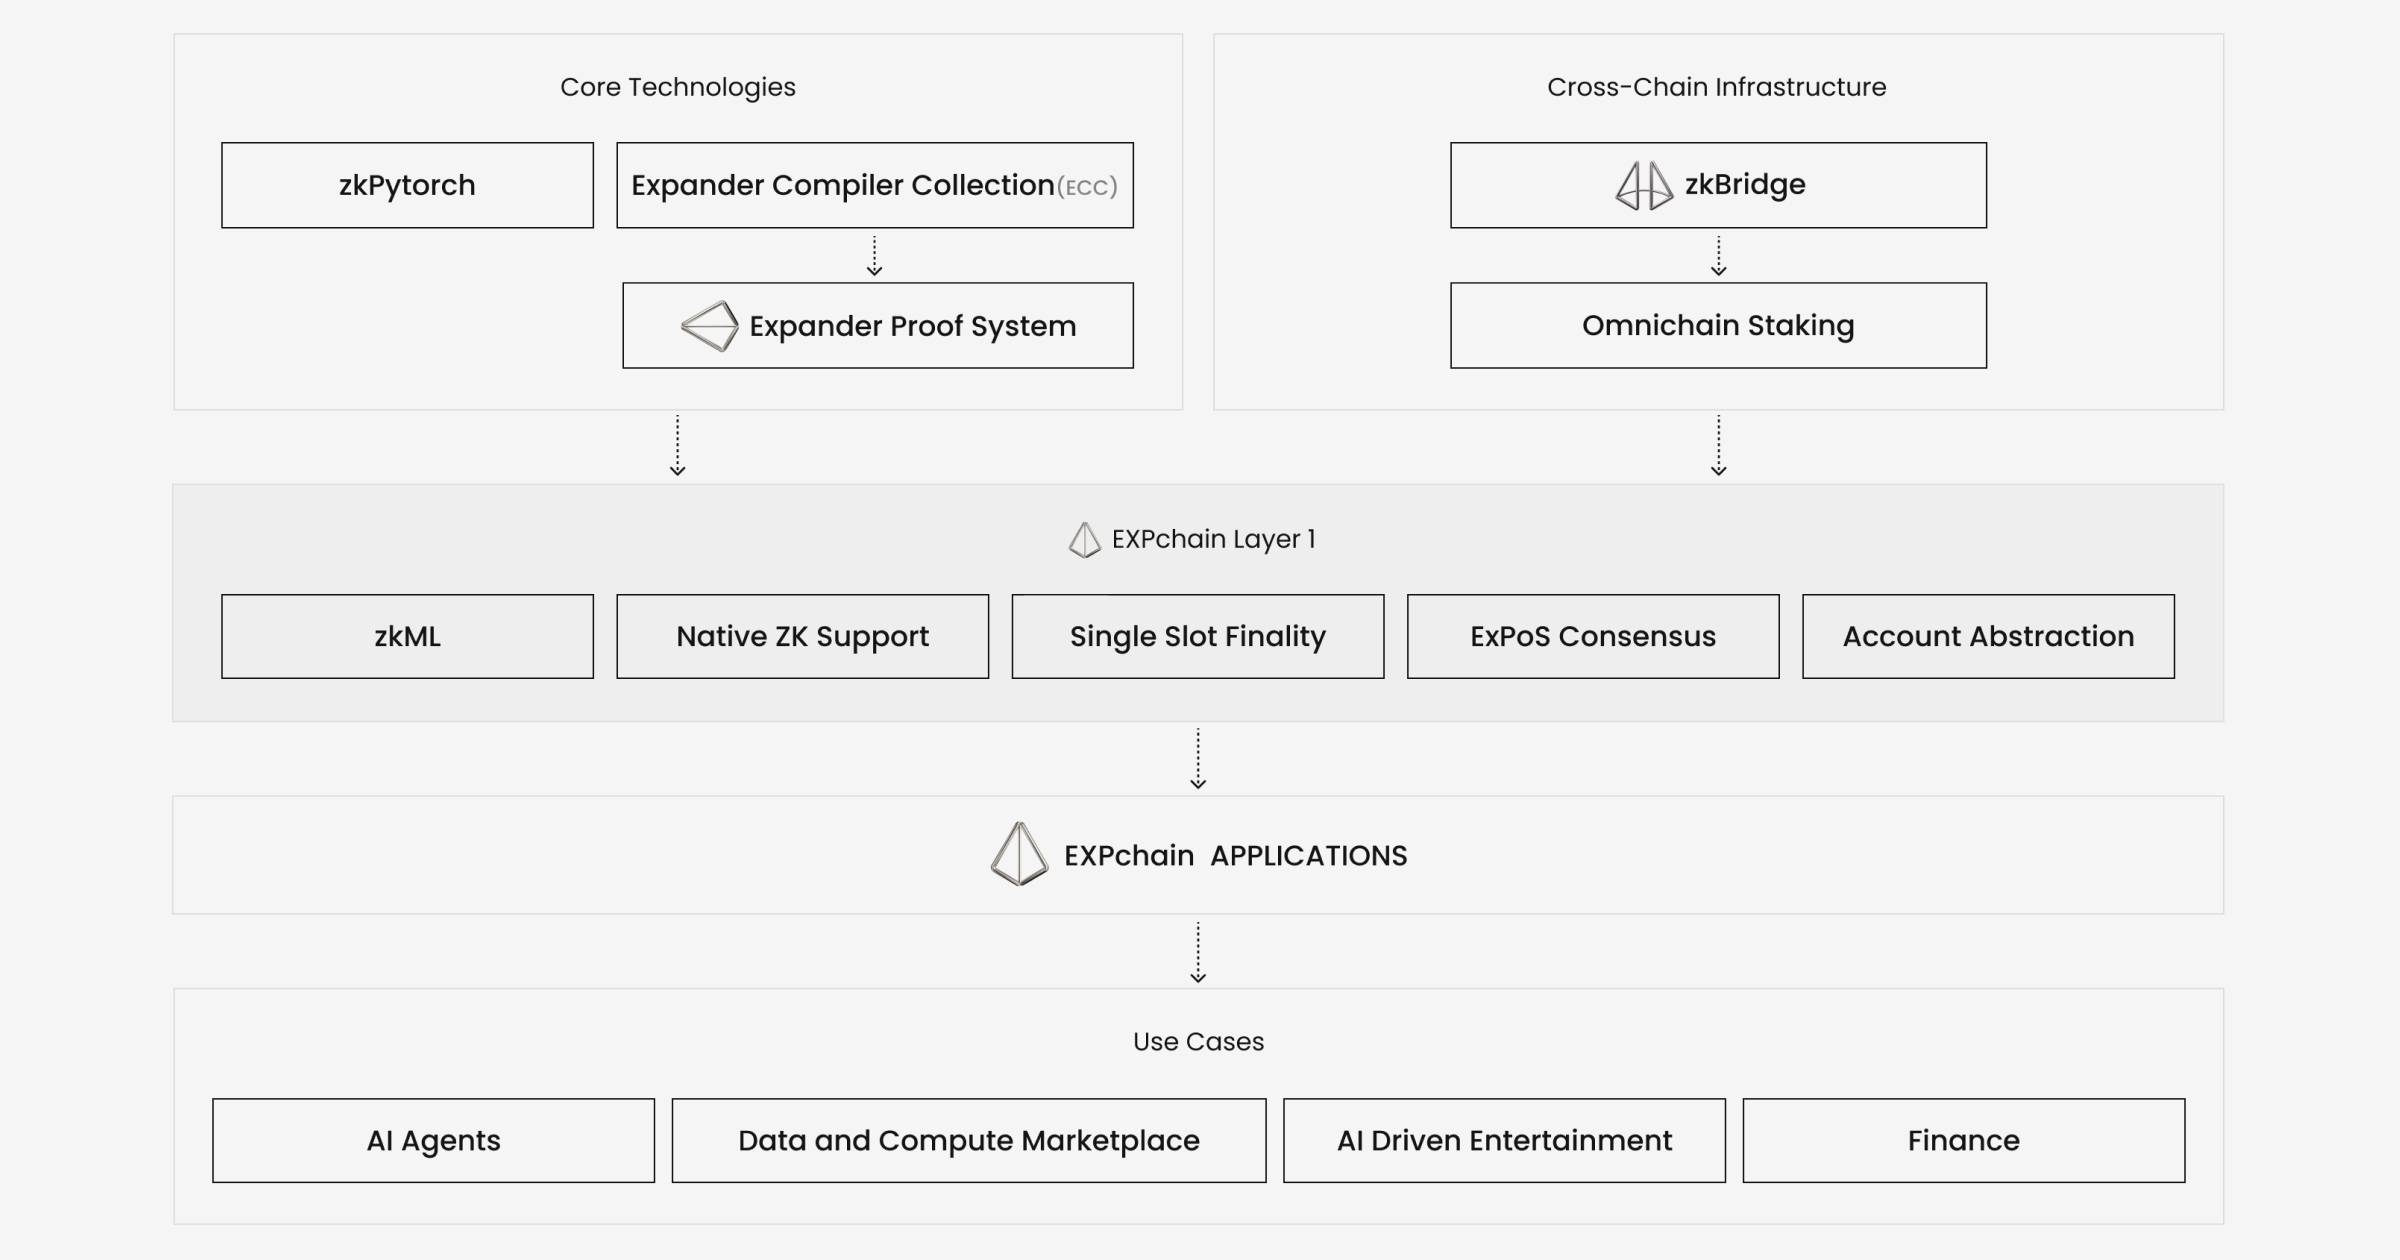 Core Technologies
zkPytorch
Expander Compiler Collection(ECC)
Expander Proof System
Cross-Chain Infrastructure
zkBridge
Omnichain Staking
EXPchain Layer 1
zkML
Native ZK Support
Single Slot Finality
ExPoS Consensus
Account Abstraction
EXPchain APPLICATIONS
Use Cases
AI Agents
Data and Compute Marketplace
AI Driven Entertainment
Finance